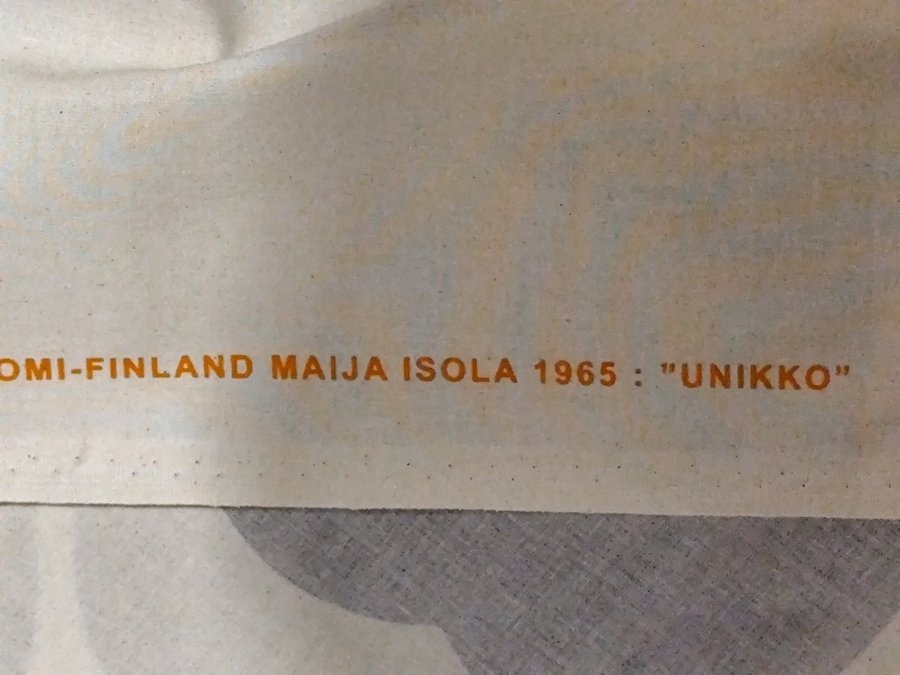 OMI-FINLAND MAIJA ISOLA 1965 : "UNIKKO"